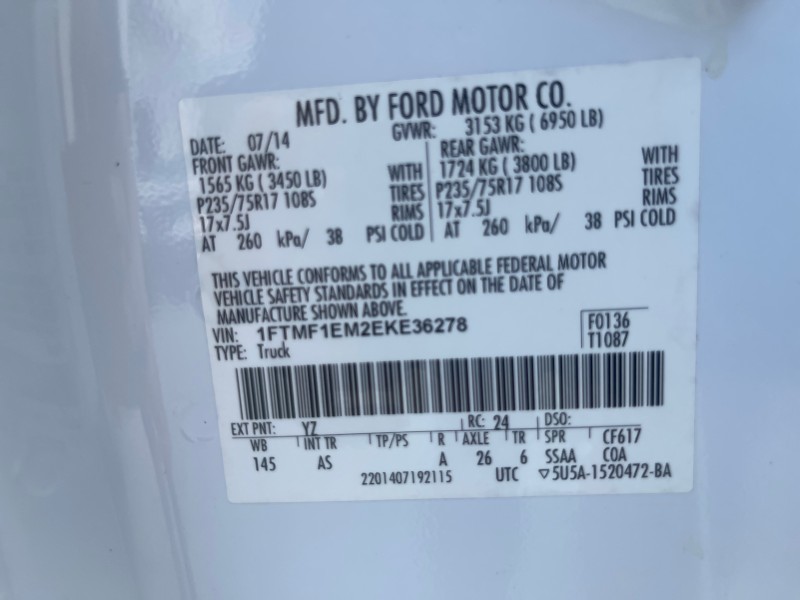 MFD. BY FORD MOTOR CO.
DATE: 07/14 GVWR: 3153 KG ( 6950 LB)
FRONT GAWR: REAR GAWR:
1565 KG ( 3450 LB) WITH 1724 KG ( 3800 LB) WITH
P235/75R17 108S TIRES P235/75R17 108S TIRES
17x7.5J RIMS 17x7.5J RIMS
AT 260 kPa/ 38 PSI COLD AT 260 kPa/ 38 PSI COLD
THIS VEHICLE CONFORMS TO ALL APPLICABLE FEDERAL MOTOR
VEHICLE SAFETY STANDARDS IN EFFECT ON THE DATE OF
MANUFACTURE SHOWN ABOVE.
VIN: 1FTMF1EM2EKE36278 F0136
TYPE: Truck T1087
EXT PNT: YZ RC: 24 DSO:
WB INT TR TP/PS R AXLE TR SPR CF617
145 AS A 26 6 SSAA COA
2201407192115 UTC ▽5U5A-1520472-BA